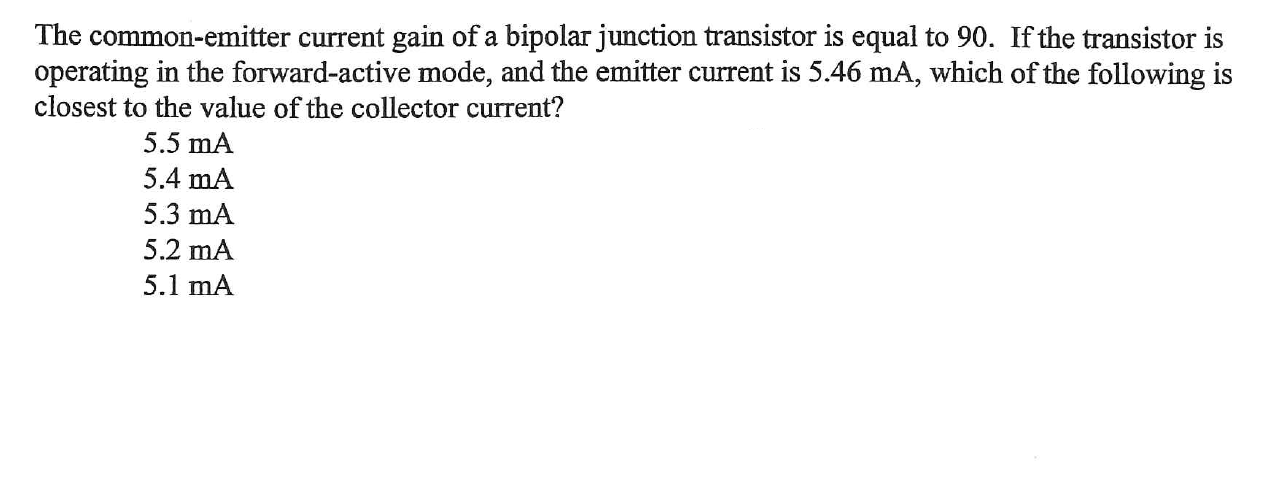 The common-emitter current gain of a bipolar junction transistor is equal to 90. If the transistor is
operating in the forward-active mode, and the emitter current is 5.46 mA, which of the following is
closest to the value of the collector current?
5.5 mA
5.4 mA
5.3 mA
5.2 mA
5.1 mA